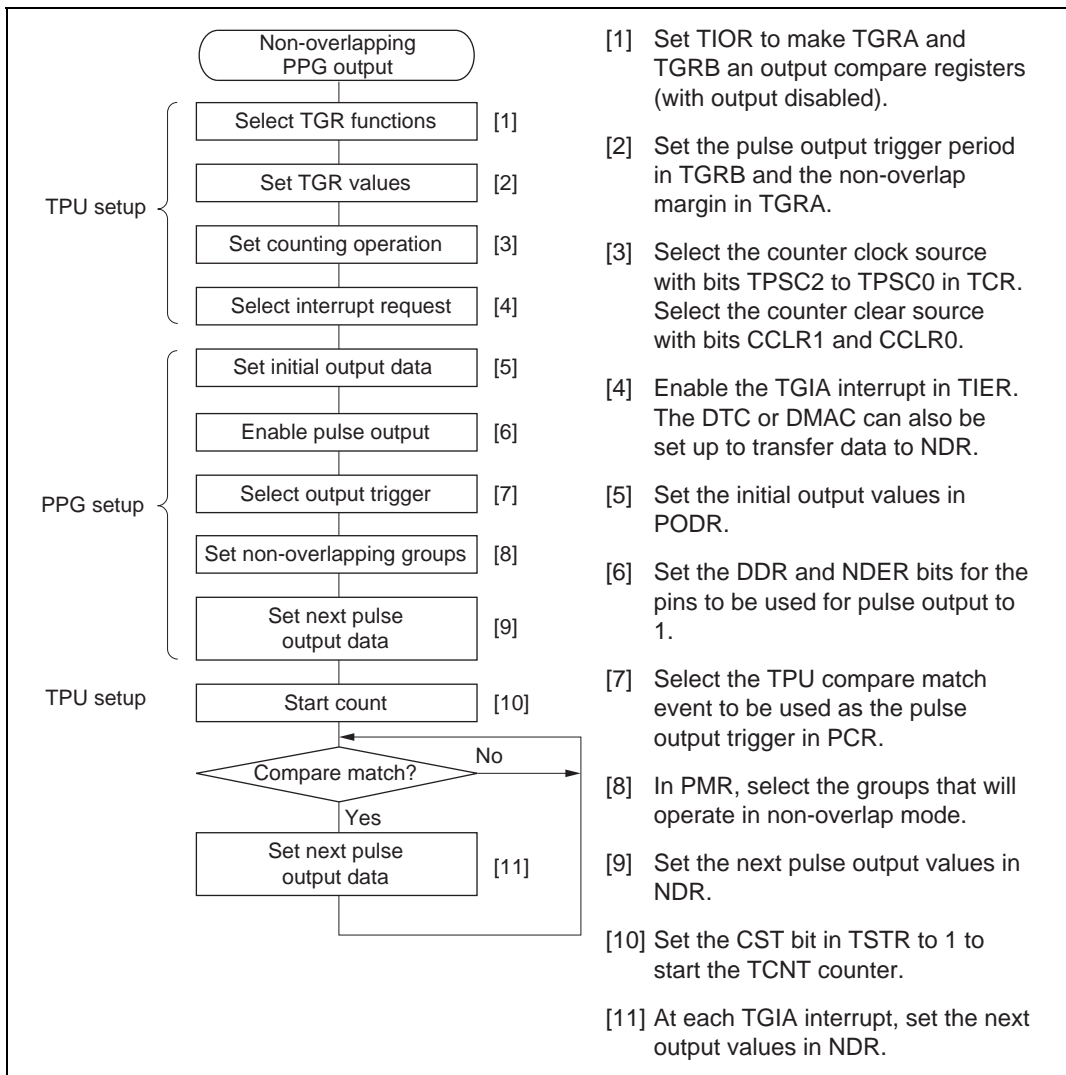 Non-overlapping
PPG output
TPU setup
Select TGR functions [1]
Set TGR values [2]
Set counting operation [3]
Select interrupt request [4]
PPG setup
Set initial output data [5]
Enable pulse output [6]
Select output trigger [7]
Set non-overlapping groups [8]
Set next pulse
output data [9]
TPU setup
Start count [10]
Compare match?
No
Yes
Set next pulse
output data [11]
[1] Set TIOR to make TGRA and
TGRB an output compare registers
(with output disabled).
[2] Set the pulse output trigger period
in TGRB and the non-overlap
margin in TGRA.
[3] Select the counter clock source
with bits TPSC2 to TPSC0 in TCR.
Select the counter clear source
with bits CCLR1 and CCLR0.
[4] Enable the TGIA interrupt in TIER.
The DTC or DMAC can also be
set up to transfer data to NDR.
[5] Set the initial output values in
PODR.
[6] Set the DDR and NDER bits for the
pins to be used for pulse output to
1.
[7] Select the TPU compare match
event to be used as the pulse
output trigger in PCR.
[8] In PMR, select the groups that will
operate in non-overlap mode.
[9] Set the next pulse output values in
NDR.
[10] Set the CST bit in TSTR to 1 to
start the TCNT counter.
[11] At each TGIA interrupt, set the next
output values in NDR.